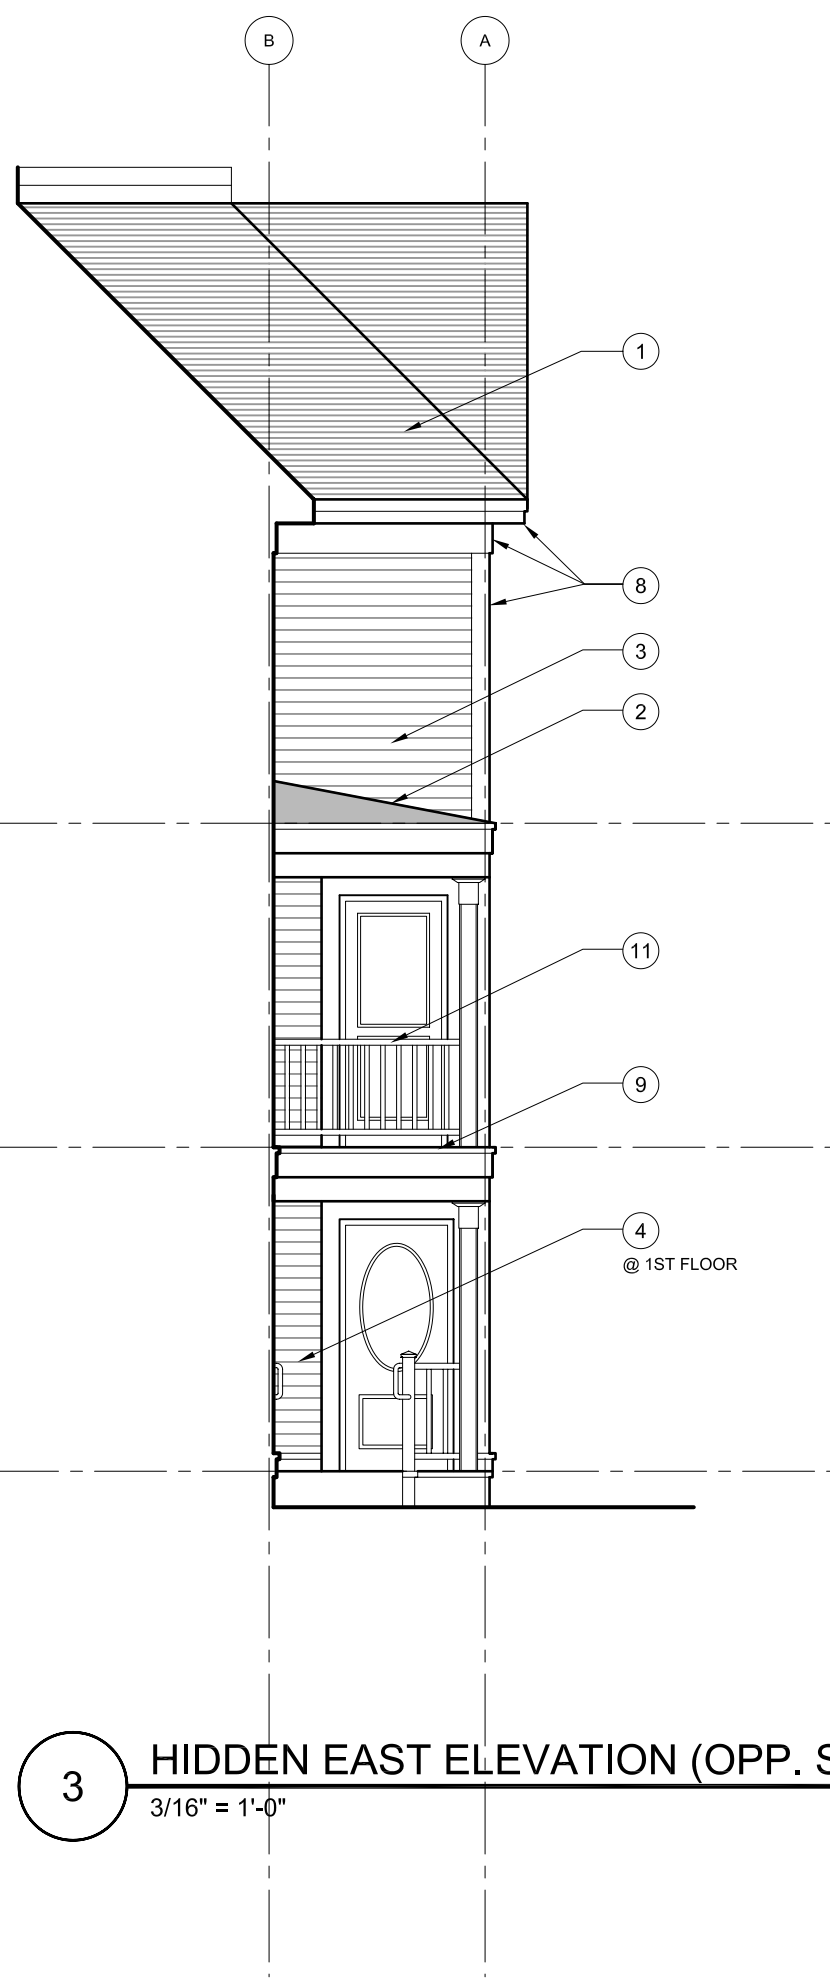 B
A
1
8
3
2
11
9
4
@ 1ST FLOOR
3
HIDDEN EAST ELEVATION (OPP.
3/16" = 1'-0"